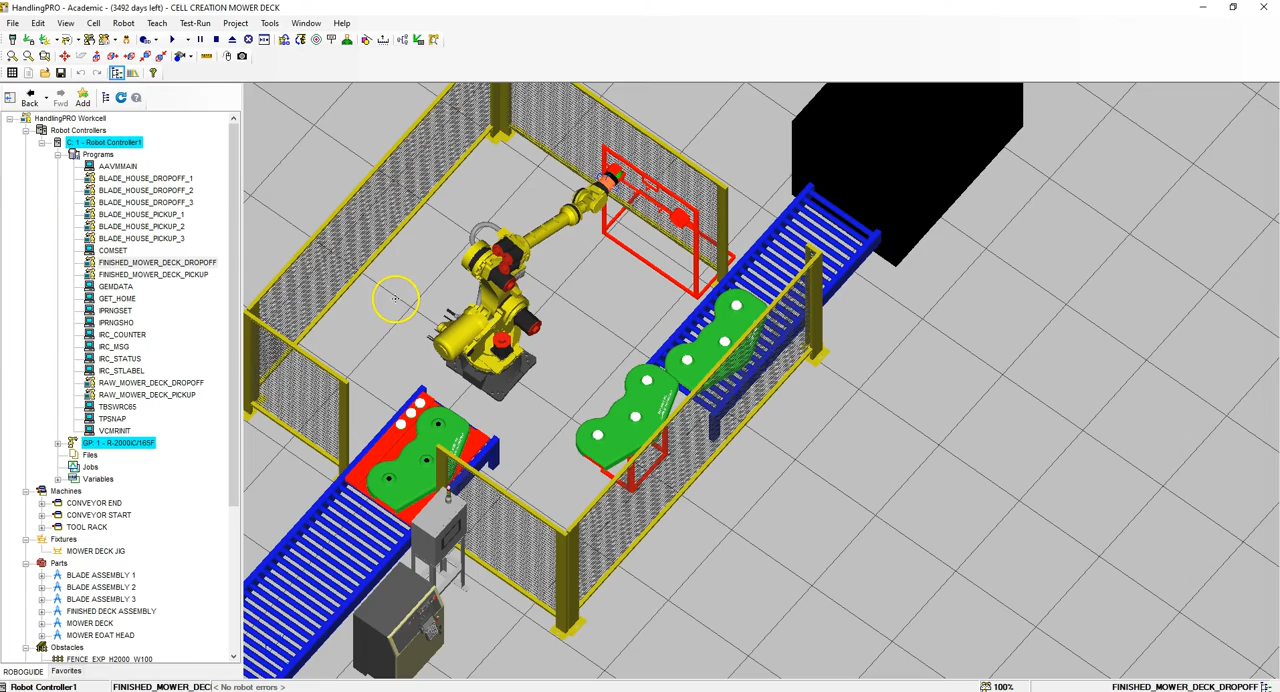 HandlingPRO - Academic - (3492 days left) - CELL CREATION MOWER DECK
File Edit View Cell Robot Teach Test-Run Project Tools Window Help
Back Fwd Add
HandlingPRO Workcell
Robot Controllers
C: 1 - Robot Controller1
Programs
AAVMMAIN
BLADE_HOUSE_DROPOFF_1
BLADE_HOUSE_DROPOFF_2
BLADE_HOUSE_DROPOFF_3
BLADE_HOUSE_PICKUP_1
BLADE_HOUSE_PICKUP_2
BLADE_HOUSE_PICKUP_3
COMSET
FINISHED_MOWER_DECK_DROPOFF
FINISHED_MOWER_DECK_PICKUP
GEMDATA
GET_HOME
IPRNGSET
IPRNGSHO
IRC_COUNTER
IRC_MSG
IRC_STATUS
IRC_STLABEL
RAW_MOWER_DECK_DROPOFF
RAW_MOWER_DECK_PICKUP
TBSWRC65
TPSNAP
VCMRINIT
GP: 1 - R-2000iC/165F
Files
Jobs
Variables
Machines
CONVEYOR END
CONVEYOR START
TOOL RACK
Fixtures
MOWER DECK JIG
Parts
BLADE ASSEMBLY 1
BLADE ASSEMBLY 2
BLADE ASSEMBLY 3
FINISHED DECK ASSEMBLY
MOWER DECK
MOWER EOAT HEAD
Obstacles
FENCE_EXP_H2000_W100
ROBOGUIDE Favorites
Robot Controller1 FINISHED_MOWER_DEC < No robot errors > 100% FINISHED_MOWER_DECK_DROPOFF